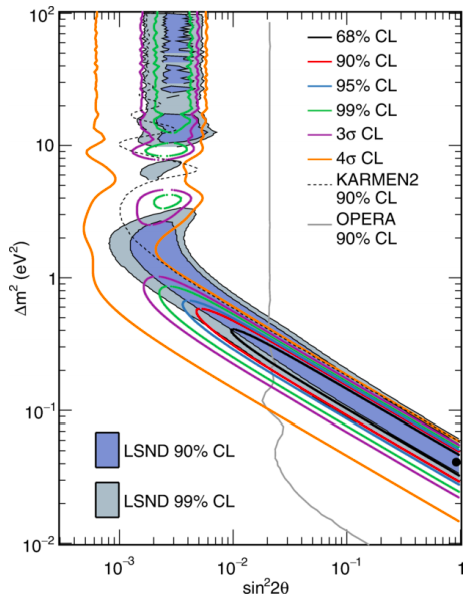 10²
10
1
10⁻¹
10⁻²
Δm² (eV²)
68% CL
90% CL
95% CL
99% CL
3σ CL
4σ CL
KARMEN2
90% CL
OPERA
90% CL
LSND 90% CL
LSND 99% CL
10⁻³
10⁻²
10⁻¹
1
sin²2θ